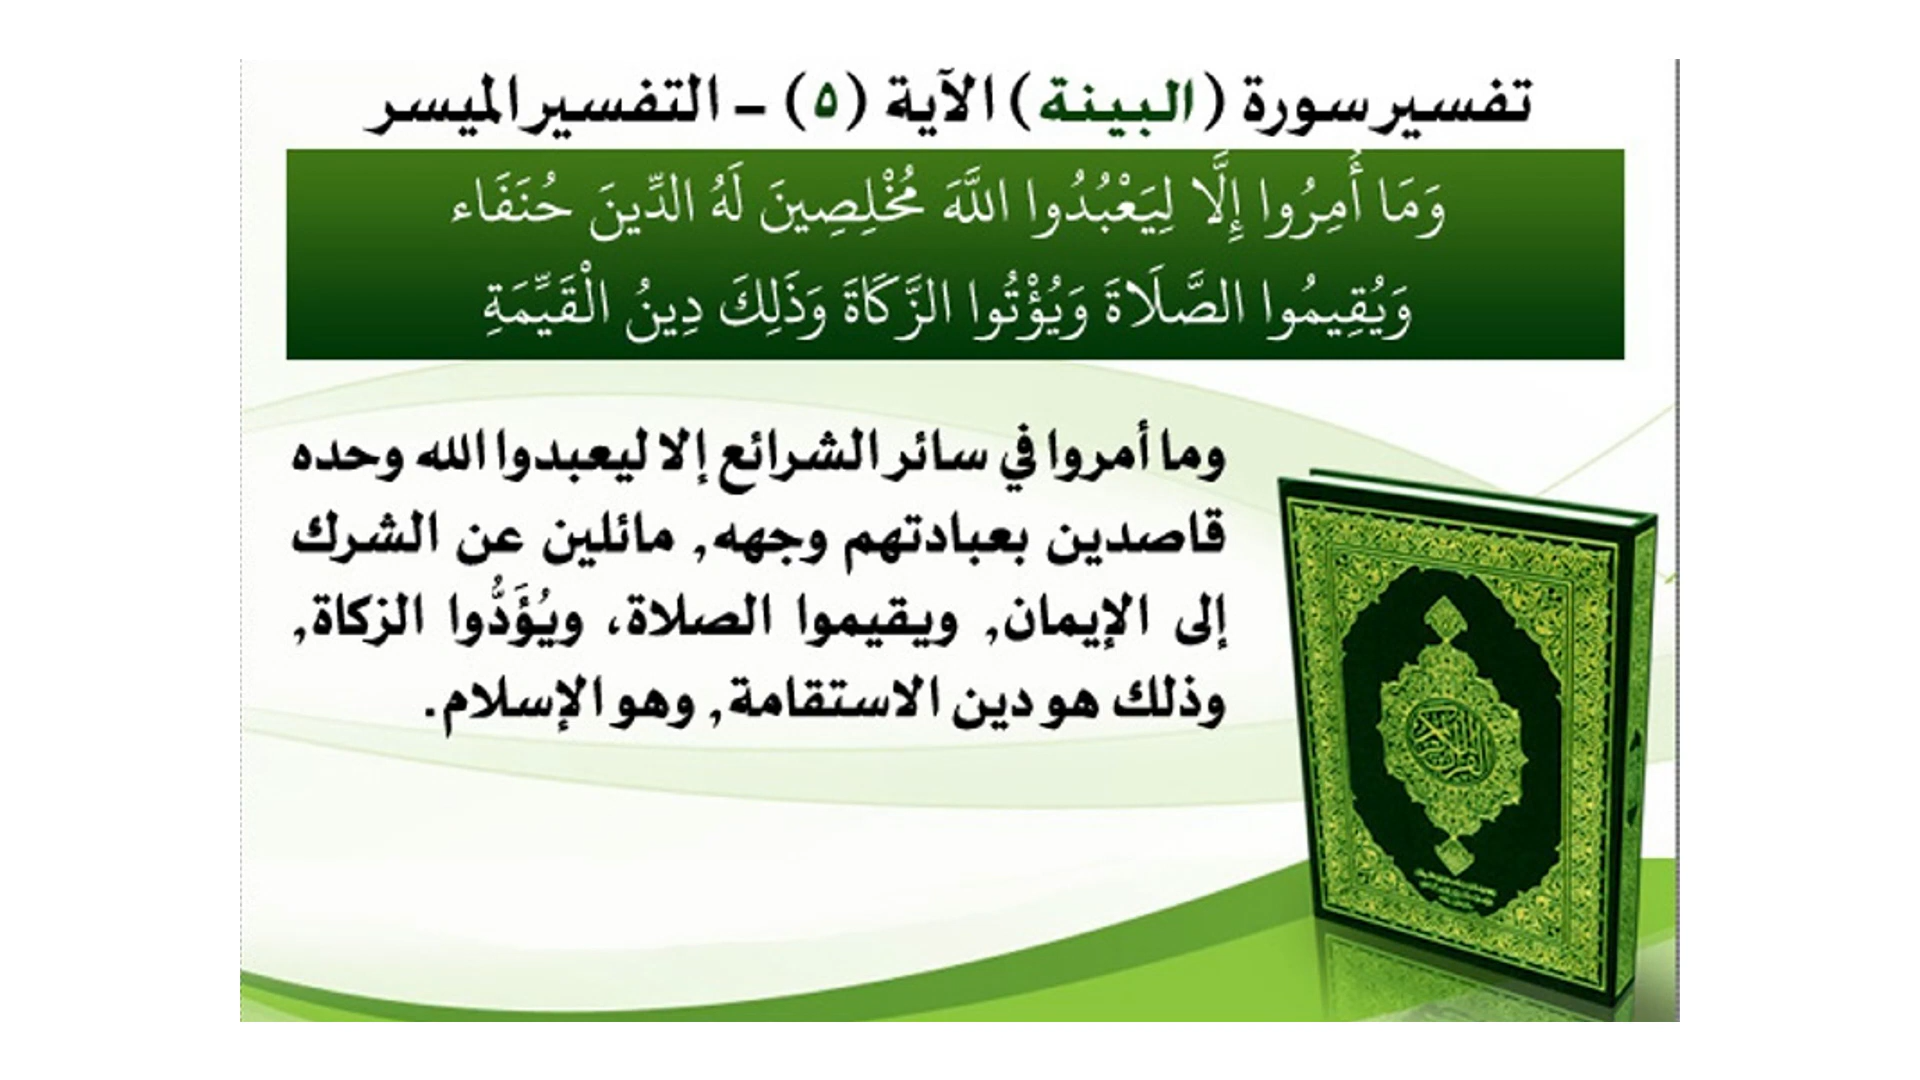 تفسير سورة (البينة) الآية (٥) - التفسير الميسر
وَمَا أُمِرُوا إِلَّا لِيَعْبُدُوا اللَّهَ مُخْلِصِينَ لَهُ الدِّينَ حُنَفَاء
وَيُقِيمُوا الصَّلَاةَ وَيُؤْتُوا الزَّكَاةَ وَذَلِكَ دِينُ الْقَيِّمَةِ
وما أمروا في سائر الشرائع إلا ليعبدوا الله وحده
قاصدين بعبادتهم وجهه, مائلين عن الشرك
إلى الإيمان, ويقيموا الصلاة، ويُؤَدُّوا الزكاة,
وذلك هو دين الاستقامة, وهو الإسلام.
القرآن الكريم